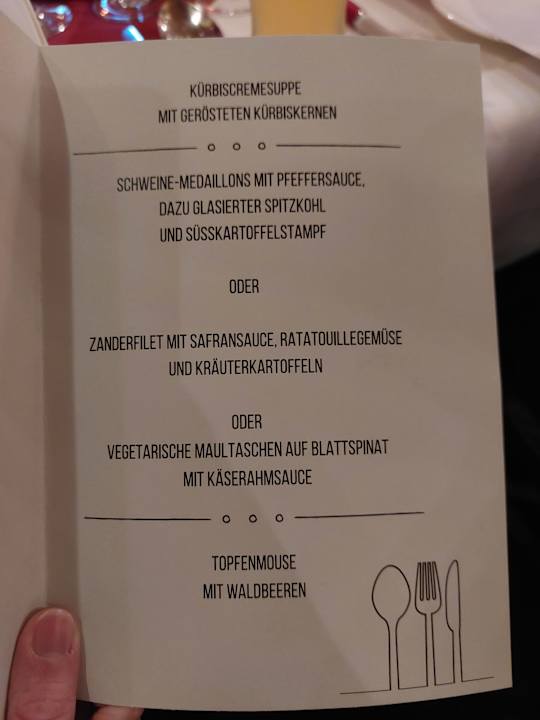 KÜRBISCREMESUPPE
MIT GERÖSTETEN KÜRBISKERNEN
SCHWEINE-MEDAILLONS MIT PFEFFERSAUCE,
DAZU GLASIERTER SPITZKOHL
UND SÜSSKARTOFFELSTAMPF
ODER
ZANDERFILET MIT SAFRANSAUCE, RATATOUILLEGEMÜSE
UND KRÄUTERKARTOFFELN
ODER
VEGETARISCHE MAULTASCHEN AUF BLATTSPINAT
MIT KÄSERAHMSAUCE
TOPFENMOUSE
MIT WALDBEEREN